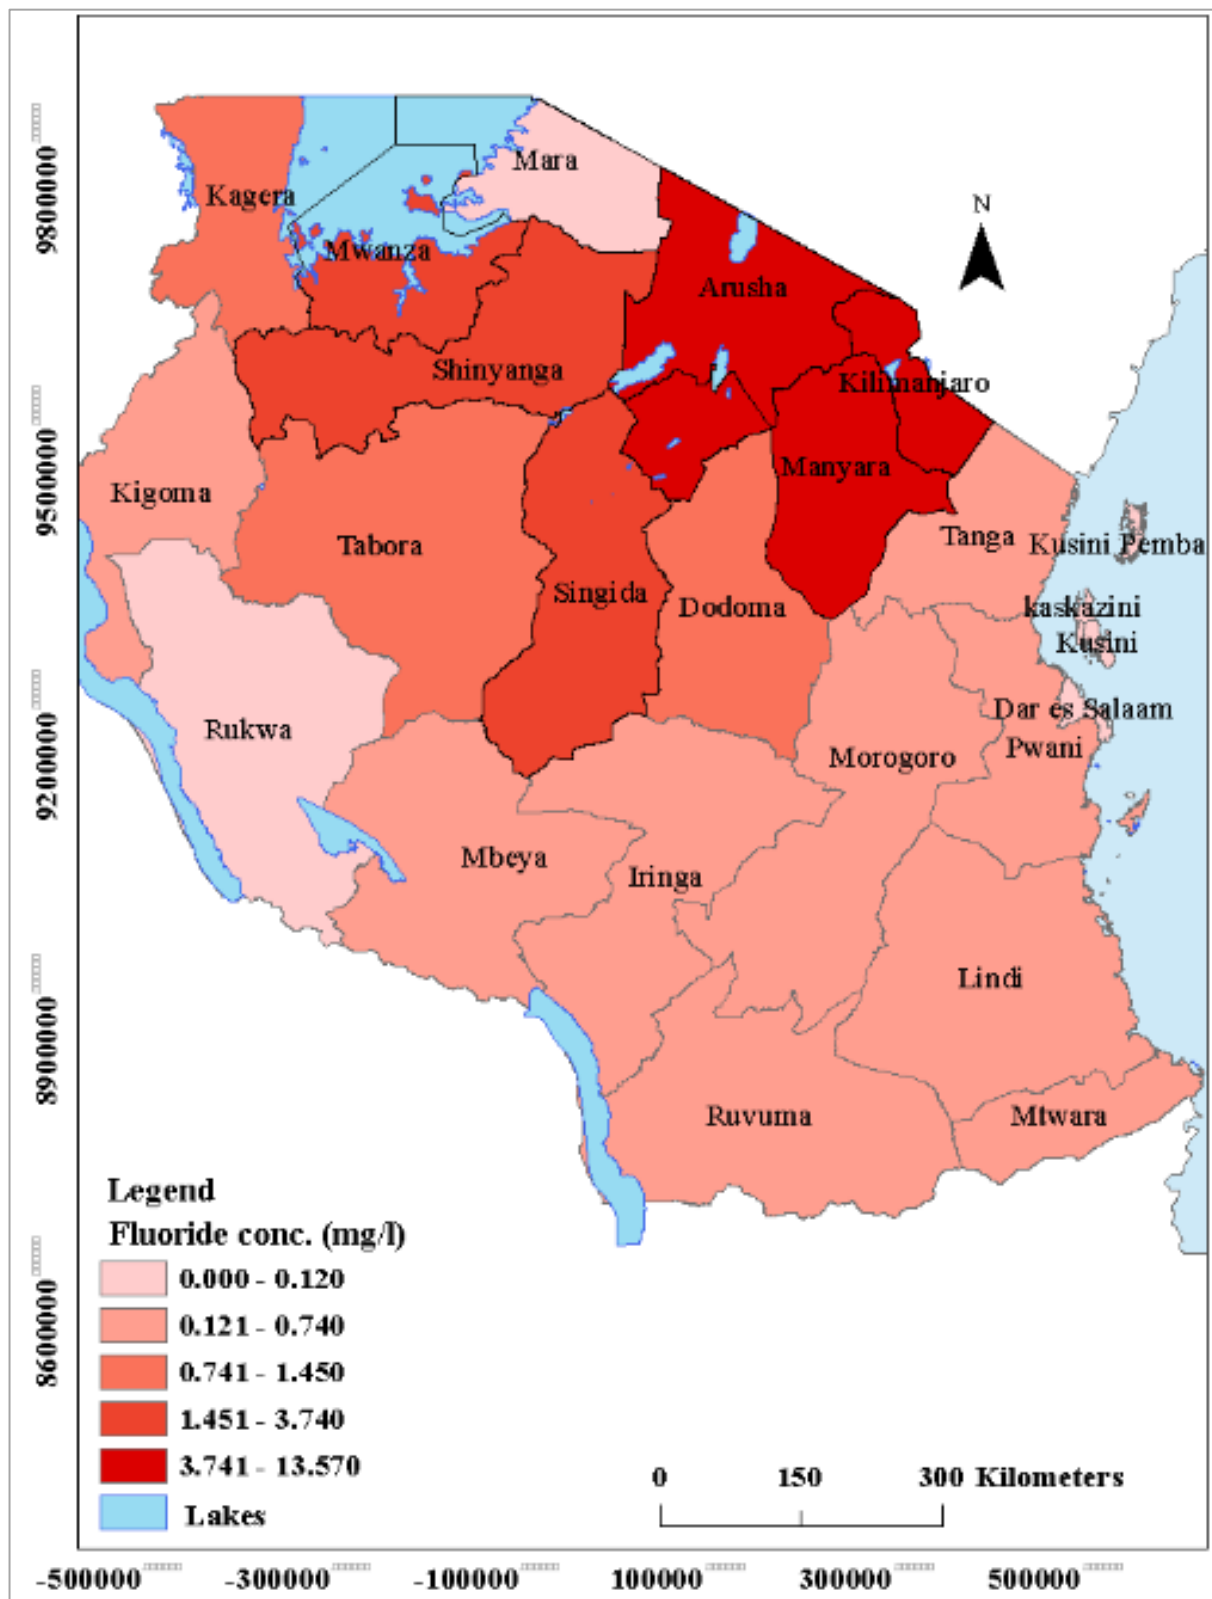 N
Mara
Kagera
Mwanza
Arusha
Shinyanga
Kilimanjaro
Manyara
Kigoma
Tabora
Tanga
Kusini Pemba
Singida
Dodoma
kaskazini
Kusini
Rukwa
Dar es Salaam
Morogoro
Pwani
Mbeya
Iringa
Lindi
Ruvuma
Mtwara
9800000
9500000
9200000
8900000
8600000
Legend
Fluoride conc. (mg/l)
0.000 - 0.120
0.121 - 0.740
0.741 - 1.450
1.451 - 3.740
3.741 - 13.570
Lakes
0 150 300 Kilometers
-500000 -300000 -100000 100000 300000 500000